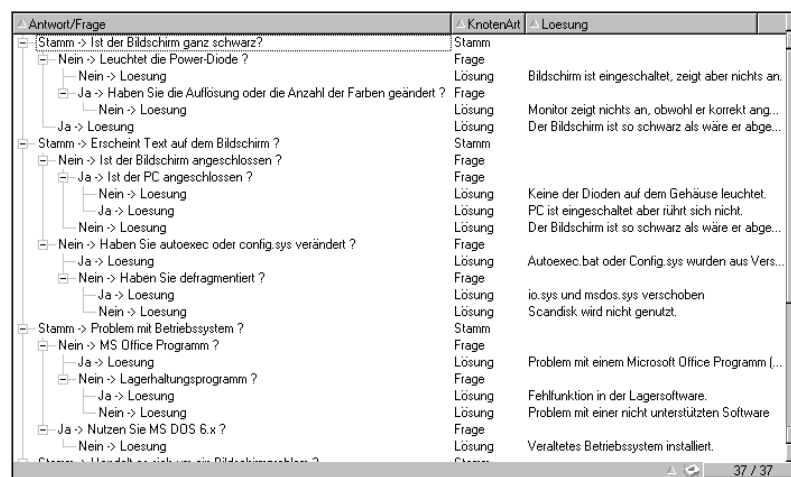 Antwort/Frage KnotenArt Loesung
Stamm -> Ist der Bildschirm ganz schwarz? Stamm
Nein -> Leuchtet die Power-Diode ? Frage
Nein -> Loesung Lösung Bildschirm ist eingeschaltet, zeigt aber nichts an.
Ja -> Haben Sie die Auflösung oder die Anzahl der Farben geändert ? Frage
Nein -> Loesung Lösung Monitor zeigt nichts an, obwohl er korrekt ang...
Ja -> Loesung Lösung Der Bildschirm ist so schwarz als wäre er abge...
Stamm -> Erscheint Text auf dem Bildschirm ? Stamm
Nein -> Ist der Bildschirm angeschlossen ? Frage
Ja -> Ist der PC angeschlossen ? Frage
Nein -> Loesung Lösung Keine der Dioden auf dem Gehäuse leuchtet.
Ja -> Loesung Lösung PC ist eingeschaltet aber rührt sich nicht.
Nein -> Loesung Lösung Der Bildschirm ist so schwarz als wäre er abge...
Nein -> Haben Sie autoexec oder config.sys verändert ? Frage
Ja -> Loesung Lösung Autoexec.bat oder Config.sys wurden aus Vers...
Nein -> Haben Sie defragmentiert ? Frage
Ja -> Loesung Lösung io.sys und msdos.sys verschoben
Nein -> Loesung Lösung Scandisk wird nicht genutzt.
Stamm -> Problem mit Betriebssystem ? Stamm
Nein -> MS Office Programm ? Frage
Ja -> Loesung Lösung Problem mit einem Microsoft Office Programm (...
Nein -> Lagerhaltungsprogramm ? Frage
Ja -> Loesung Lösung Fehlfunktion in der Lagersoftware.
Nein -> Loesung Lösung Problem mit einer nicht unterstützten Software
Ja -> Nutzen Sie MS DOS 6.x ? Frage
Nein -> Loesung Lösung Veraltetes Betriebssystem installiert.
Stamm -> Handelt es sich um ein Bildschirmproblem ? Stamm
37 / 37